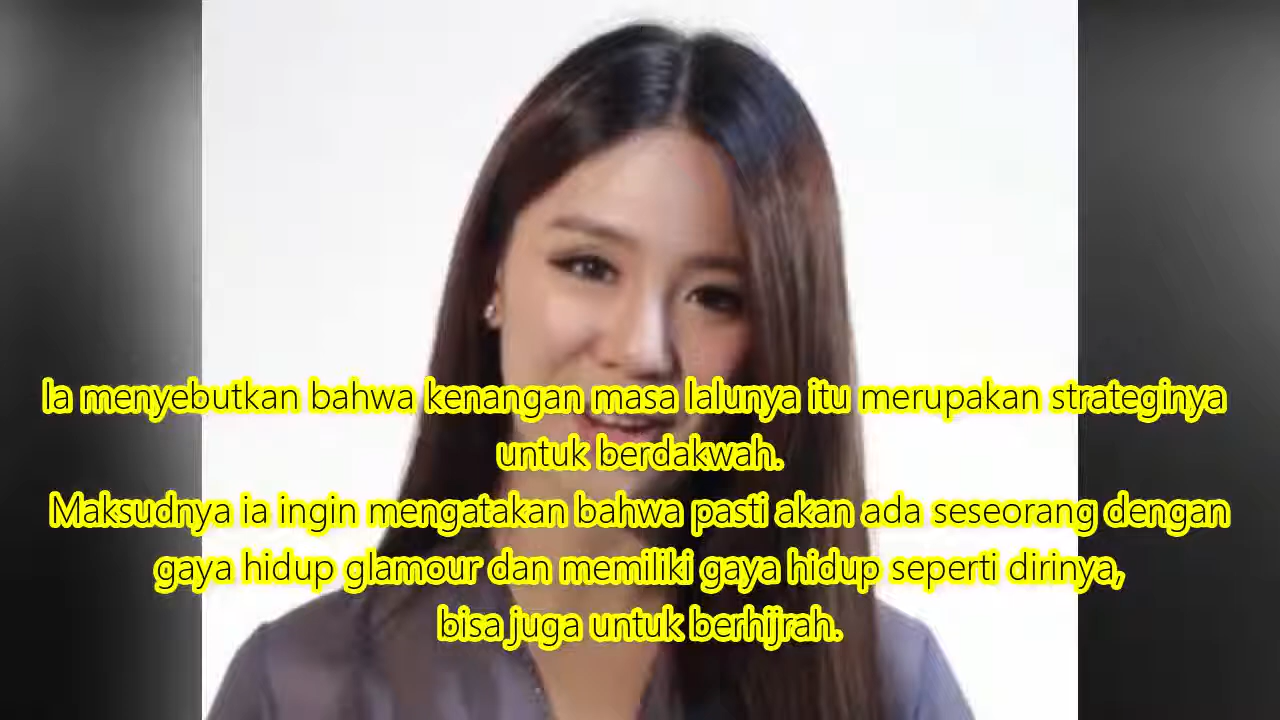 Ia menyebutkan bahwa kenangan masa lalunya itu merupakan strateginya
untuk berdakwah.
Maksudnya ia ingin mengatakan bahwa pasti akan ada seseorang dengan
gaya hidup glamour dan memiliki gaya hidup seperti dirinya,
bisa juga untuk berhijrah.